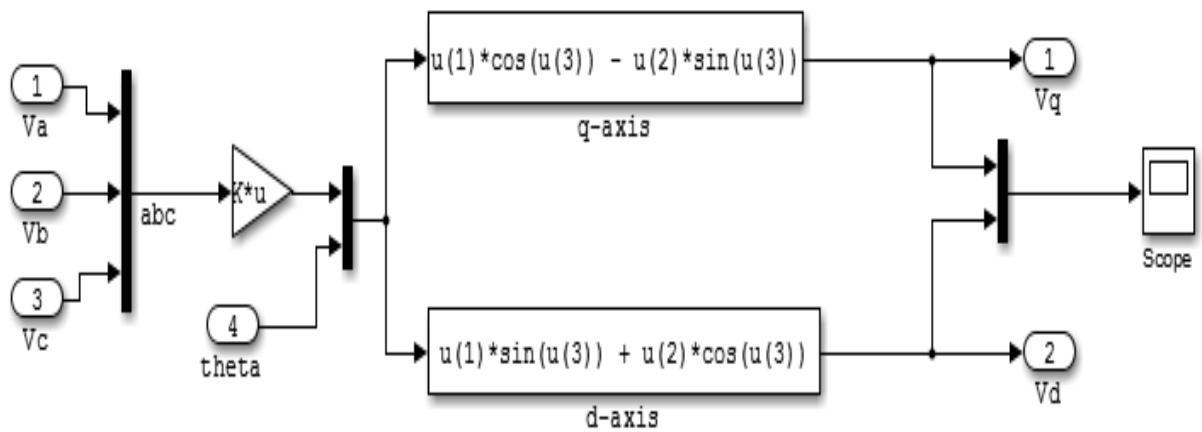 1
Va
2
Vb
3
Vc
abc
K*u
4
theta
u(1)*cos(u(3)) - u(2)*sin(u(3))
q-axis
u(1)*sin(u(3)) + u(2)*cos(u(3))
d-axis
1
Vq
Scope
2
Vd